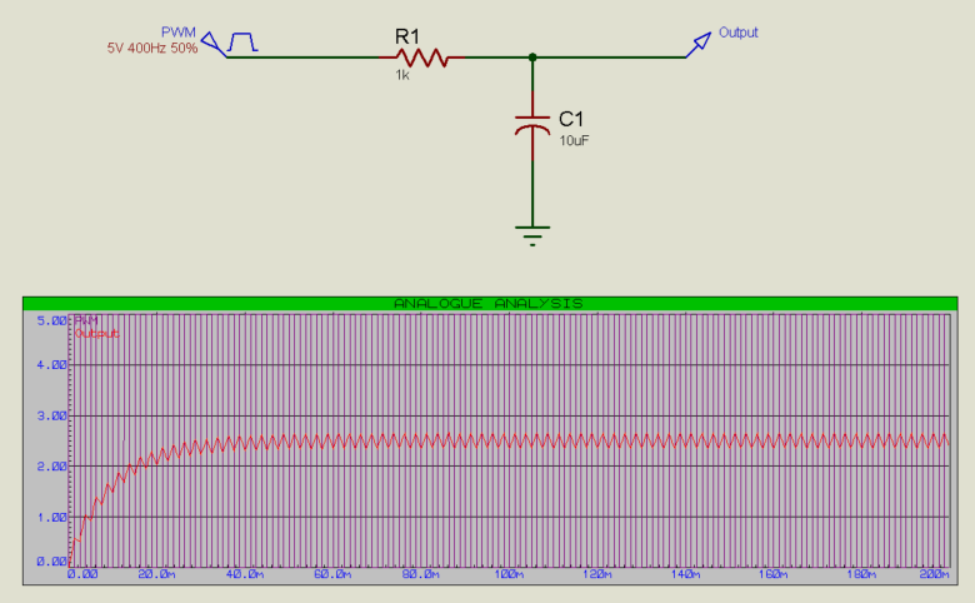 PWM
5V 400Hz 50%
R1
1k
Output
C1
10uF
ANALOGUE ANALYSIS
5.00
PWM
Output
4.00
3.00
2.00
1.00
0.00
0.00 20.0m 40.0m 60.0m 80.0m 100m 120m 140m 160m 180m 200m